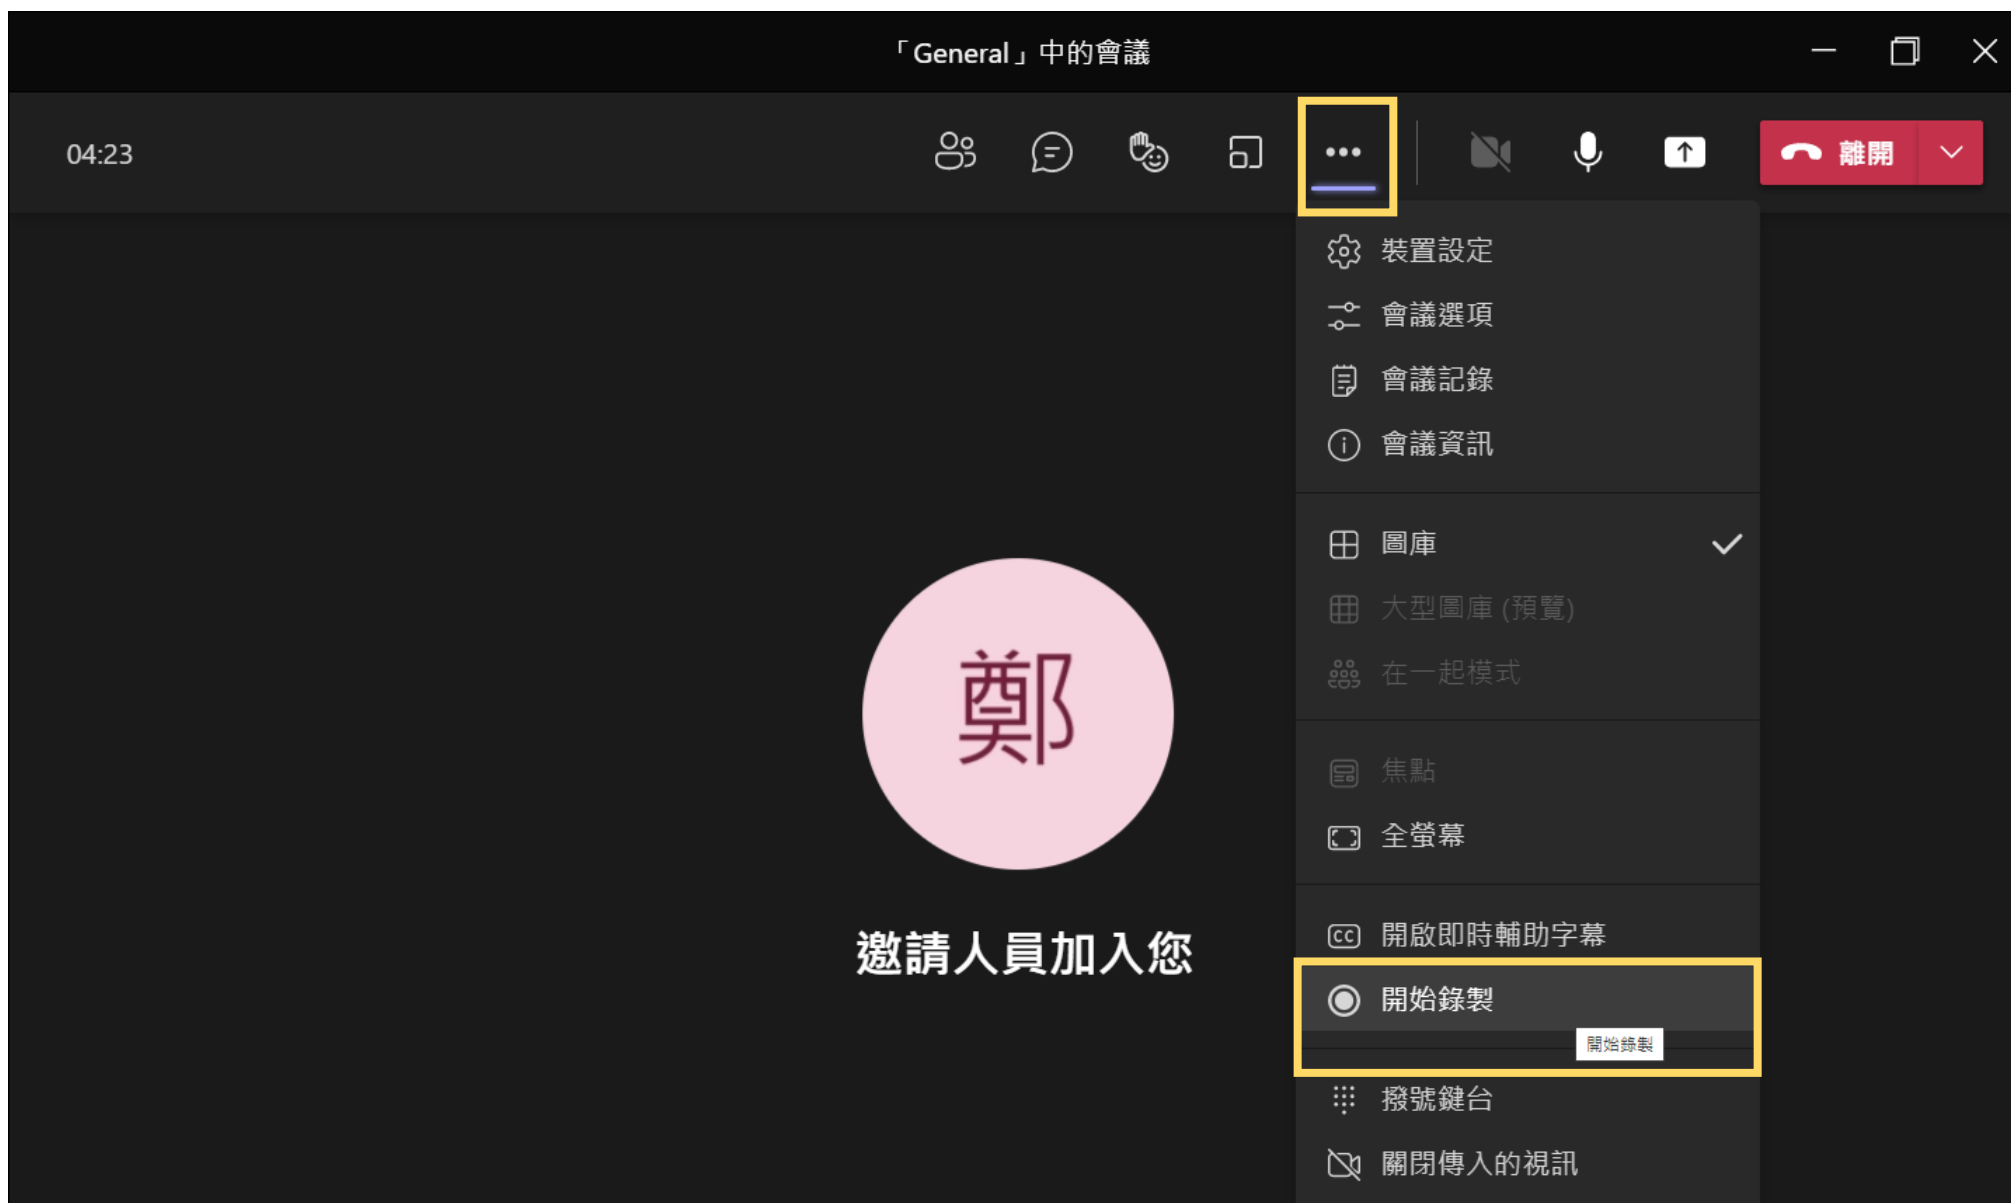 「General」中的會議
04:23
離開
裝置設定
會議選項
會議記錄
會議資訊
圖庫
大型圖庫 (預覽)
在一起模式
焦點
全螢幕
鄭
邀請人員加入您
CC 開啟即時輔助字幕
開始錄製
開始錄製
撥號鍵台
關閉傳入的視訊